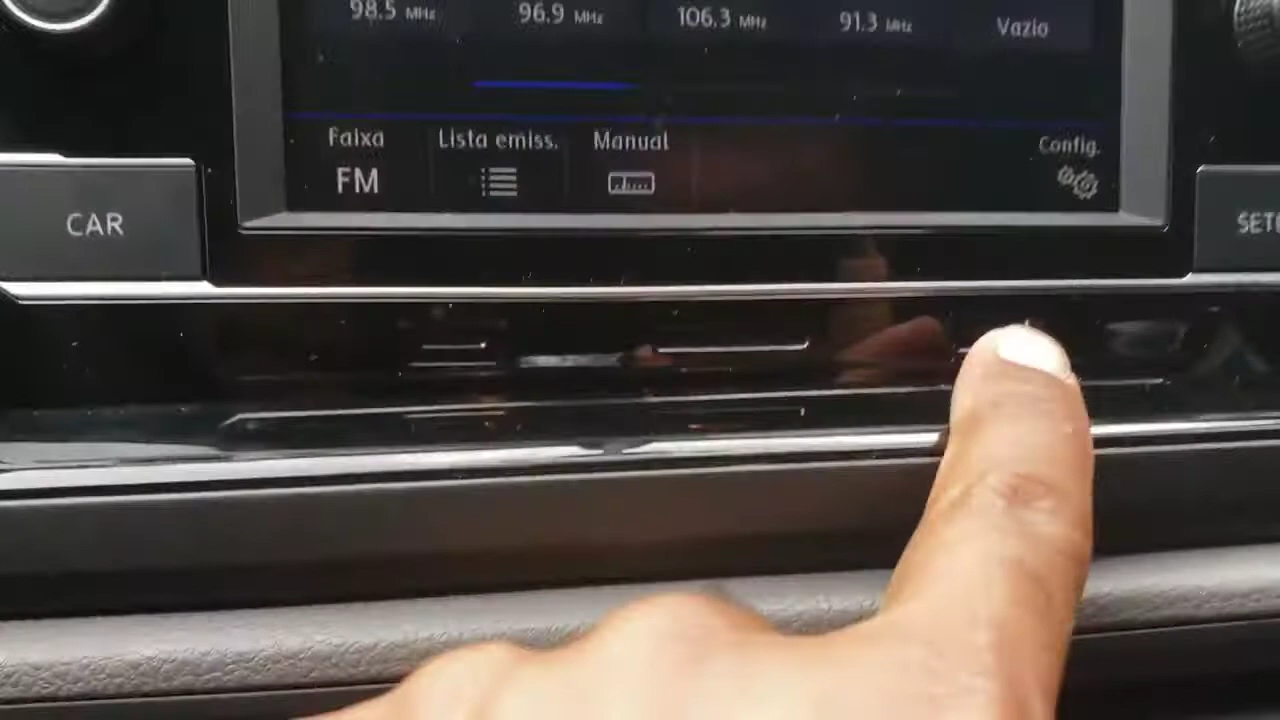 98.5 MHz 96.9 MHz 106.3 MHz 91.3 MHz Vazio
Faixa Lista emiss. Manual Config.
FM
CAR